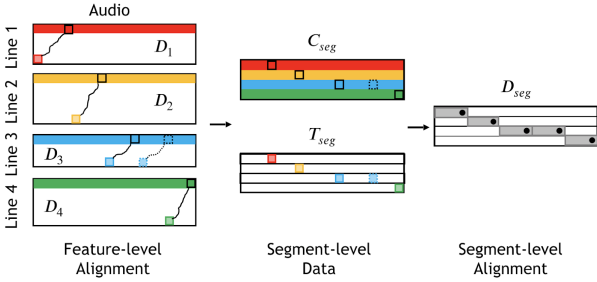 Audio
Line 1
D1
Line 2
D2
Line 3
D3
Line 4
D4
Feature-level
Alignment
Cseg
Tseg
Segment-level
Data
Dseg
Segment-level
Alignment